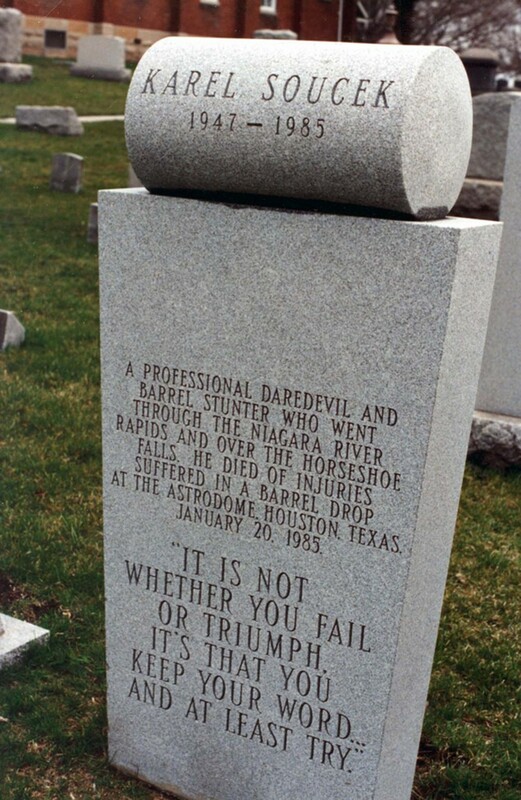 KAREL SOUCEK
1947 – 1985
A PROFESSIONAL DAREDEVIL AND
BARREL STUNTER WHO WENT
THROUGH THE NIAGARA RIVER
RAPIDS AND OVER THE HORSESHOE
FALLS. HE DIED OF INJURIES
SUFFERED IN A BARREL DROP
AT THE ASTRODOME, HOUSTON, TEXAS.
JANUARY 20, 1985.
"IT IS NOT
WHETHER YOU FAIL
OR TRIUMPH,
IT'S THAT YOU
KEEP YOUR WORD...
AND AT LEAST TRY."